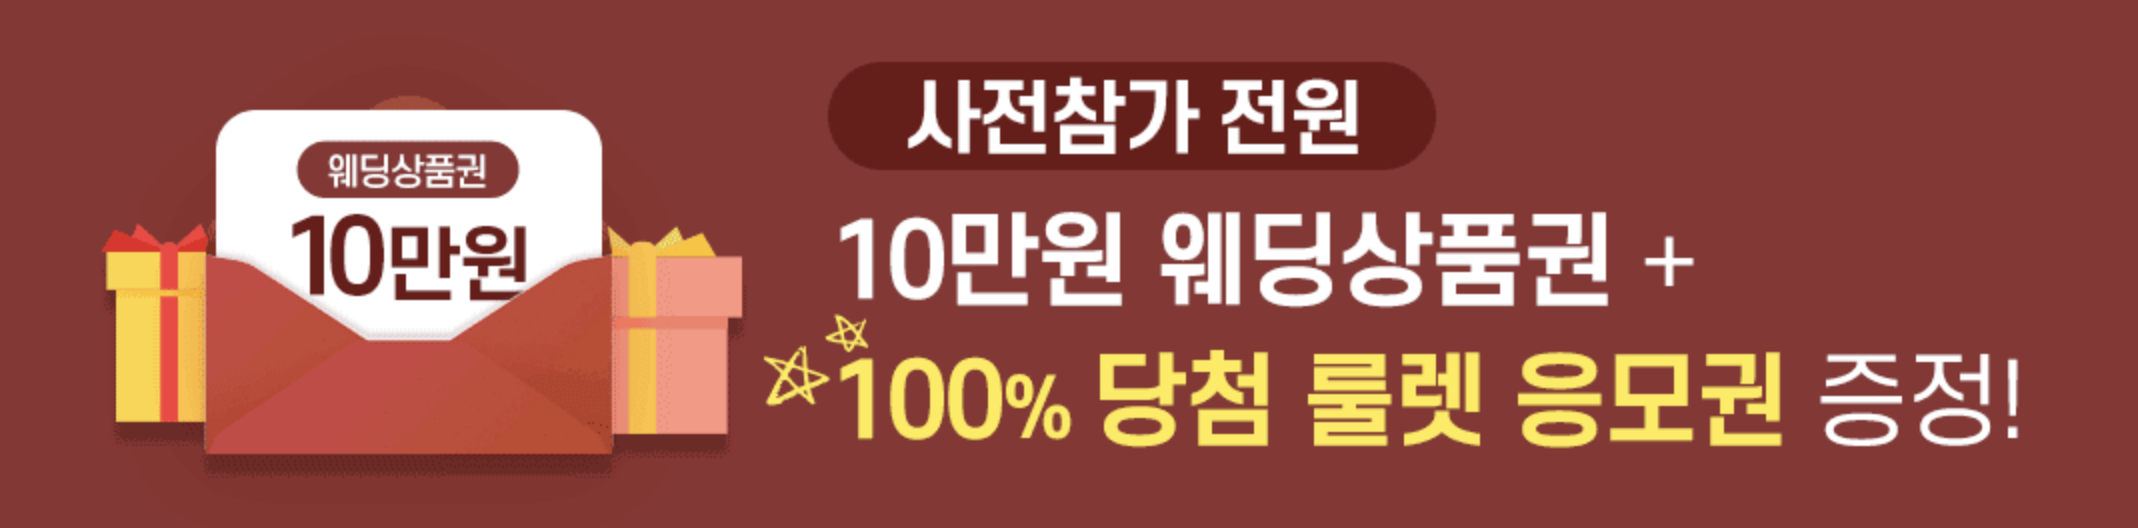 웨딩상품권
10만원
사전참가 전원
10만원 웨딩상품권 +
100% 당첨 룰렛 응모권 증정!